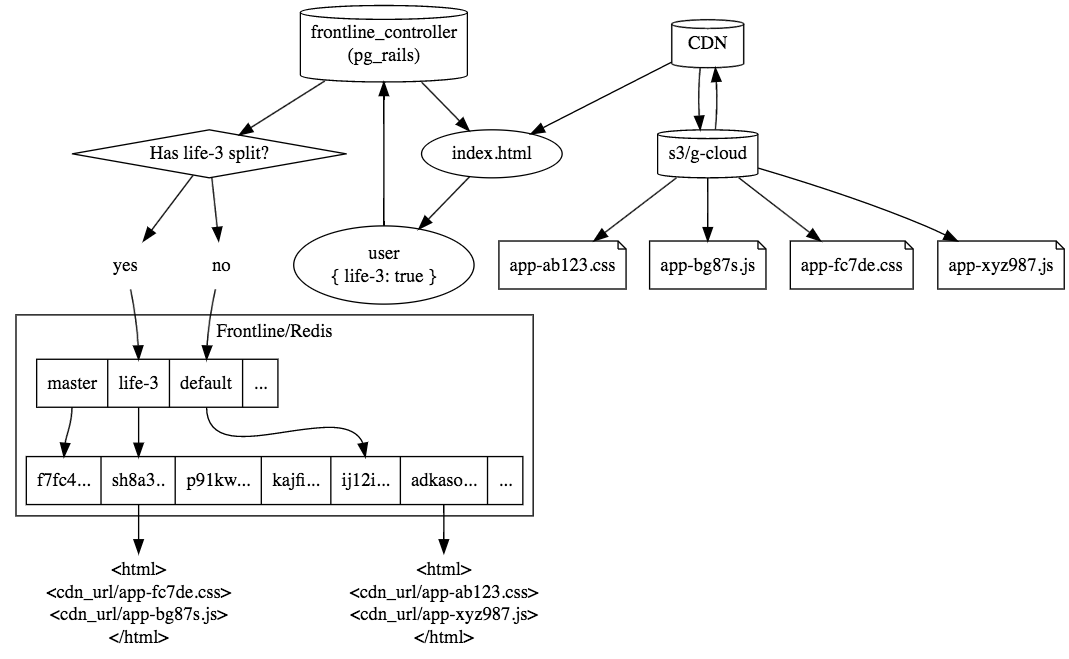 frontline_controller
(pg_rails)
CDN
Has life-3 split?
index.html
s3/g-cloud
yes
no
user
{ life-3: true }
app-ab123.css
app-bg87s.js
app-fc7de.css
app-xyz987.js
Frontline/Redis
master
life-3
default
...
f7fc4...
sh8a3..
p91kw...
kajfi...
ij12i...
adkaso...
...
<html>
<cdn_url/app-fc7de.css>
<cdn_url/app-bg87s.js>
</html>
<html>
<cdn_url/app-ab123.css>
<cdn_url/app-xyz987.js>
</html>